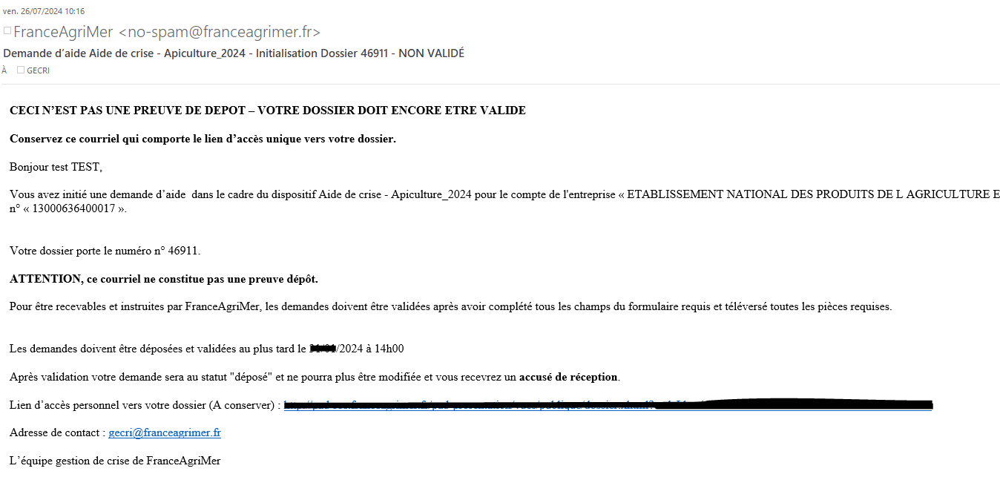 ven. 26/07/2024 10:16
FranceAgriMer <no-spam@franceagrimer.fr>
Demande d’aide Aide de crise - Apiculture_2024 - Initialisation Dossier 46911 - NON VALIDÉ
À GECRI
CECI N’EST PAS UNE PREUVE DE DEPOT – VOTRE DOSSIER DOIT ENCORE ETRE VALIDE
Conservez ce courriel qui comporte le lien d’accès unique vers votre dossier.
Bonjour test TEST,
Vous avez initié une demande d’aide  dans le cadre du dispositif Aide de crise - Apiculture_2024 pour le compte de l'entreprise « ETABLISSEMENT NATIONAL DES PRODUITS DE L AGRICULTURE E
n° « 13000636400017 ».
Votre dossier porte le numéro n° 46911.
ATTENTION, ce courriel ne constitue pas une preuve dépôt.
Pour être recevables et instruites par FranceAgriMer, les demandes doivent être validées après avoir complété tous les champs du formulaire requis et téléversé toutes les pièces requises.
Les demandes doivent être déposées et validées au plus tard le /2024 à 14h00
Après validation votre demande sera au statut "déposé" et ne pourra plus être modifiée et vous recevrez un accusé de réception.
Lien d’accès personnel vers votre dossier (A conserver) :
Adresse de contact : gecri@franceagrimer.fr
L’équipe gestion de crise de FranceAgriMer